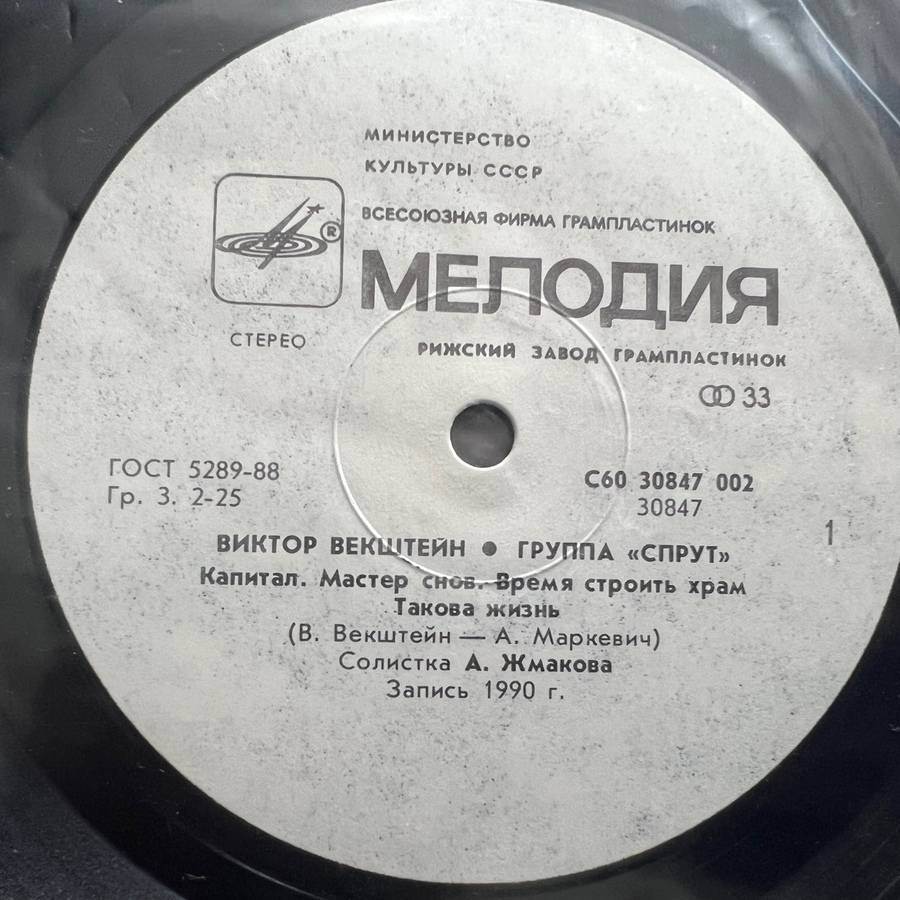 МИНИСТЕРСТВО
КУЛЬТУРЫ СССР
ВСЕСОЮЗНАЯ ФИРМА ГРАМПЛАСТИНОК
®
МЕЛОДИЯ
СТЕРЕО
РИЖСКИЙ ЗАВОД ГРАМПЛАСТИНОК
33
ГОСТ 5289-88
Гр. 3. 2-25
С60 30847 002
30847
1
ВИКТОР ВЕКШТЕЙН ● ГРУППА «СПРУТ»
Капитал. Мастер снов. Время строить храм
Такова жизнь
(В. Векштейн — А. Маркевич)
Солистка А. Жмакова
Запись 1990 г.